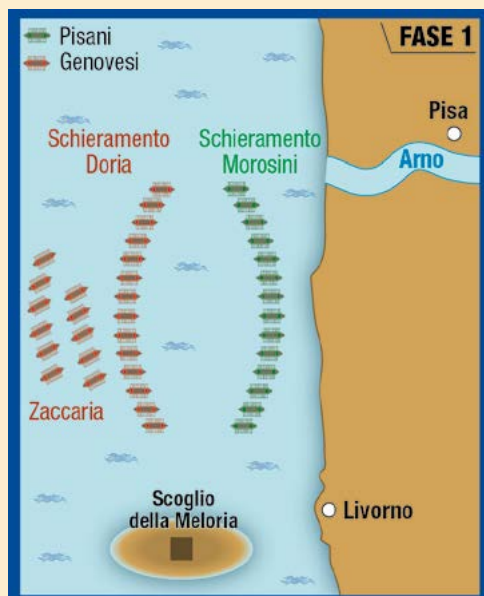 FASE 1
Pisani
Genovesi
Pisa
Schieramento
Doria
Schieramento
Morosini
Arno
Zaccaria
Scoglio
della Meloria
Livorno